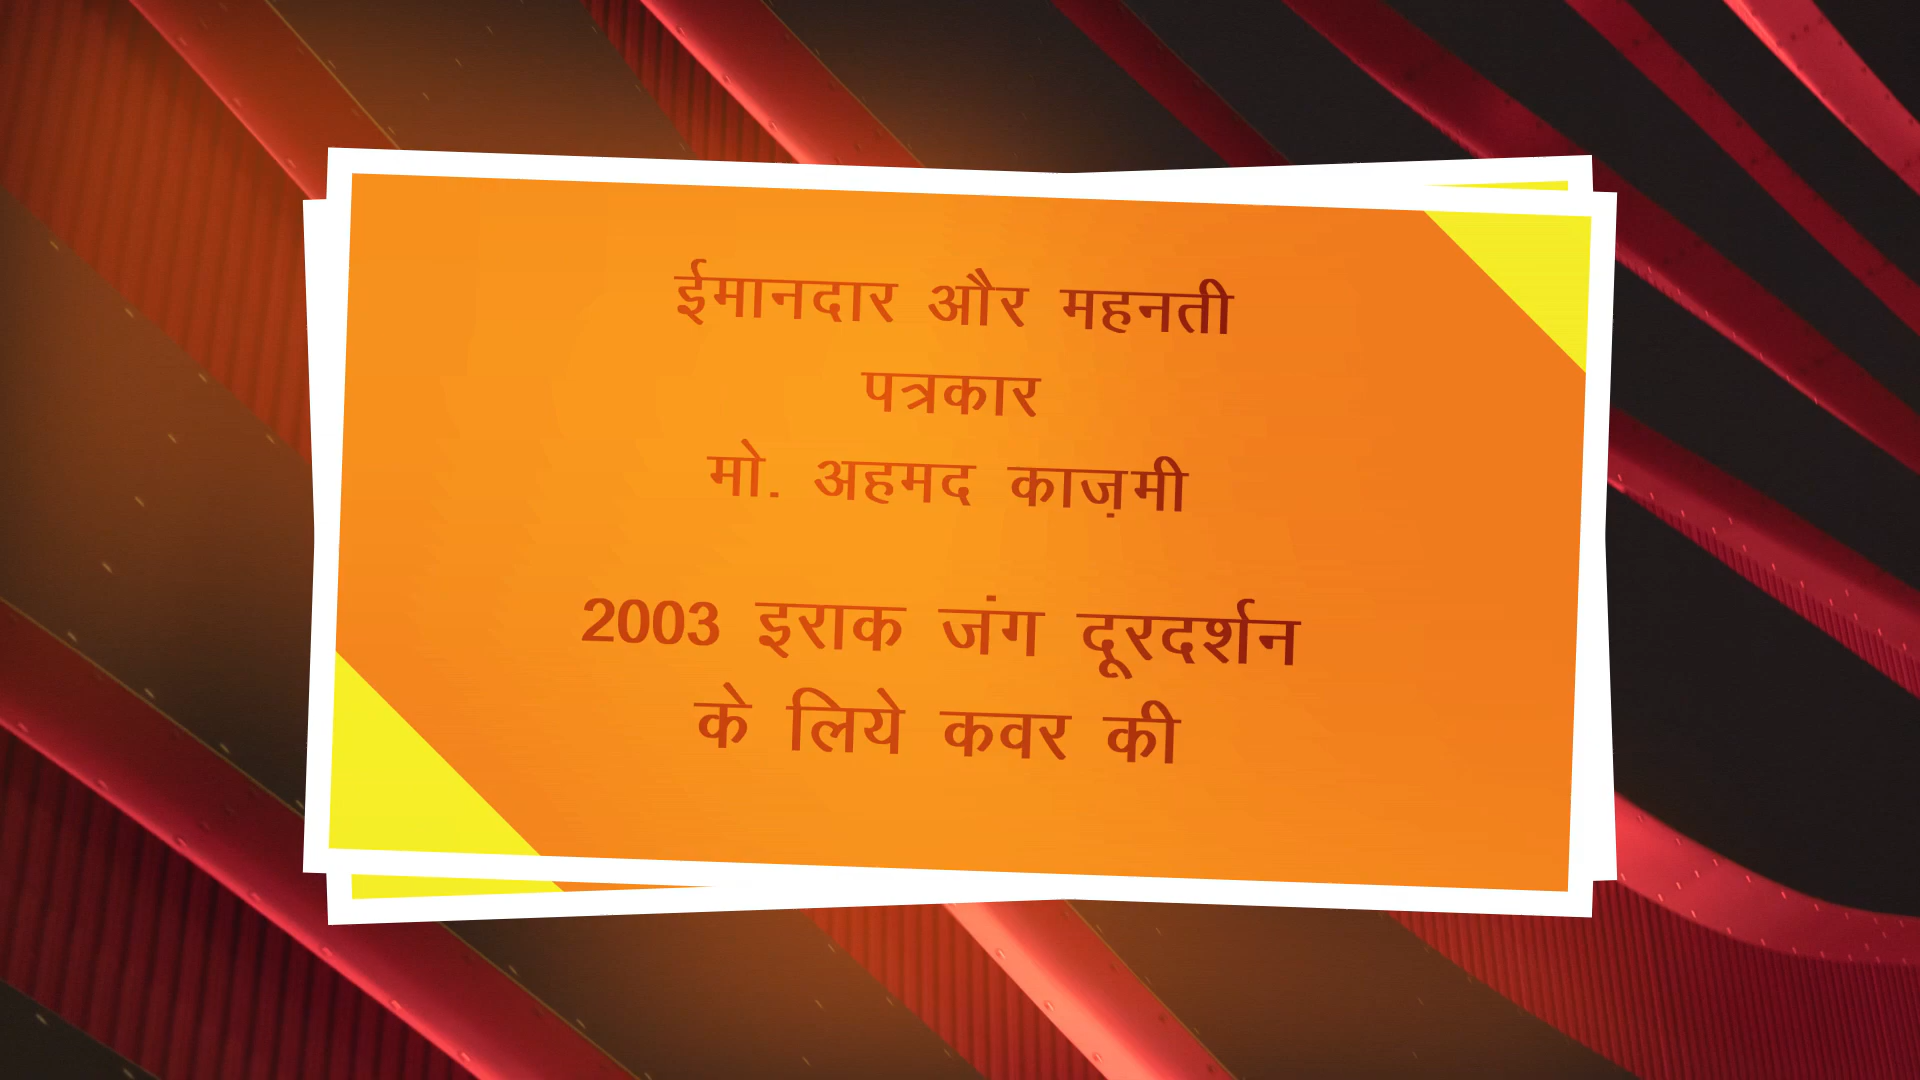 ईमानदार और महनती
पत्रकार
मो. अहमद काज़मी
2003 इराक जंग दूरदर्शन
के लिये कवर की